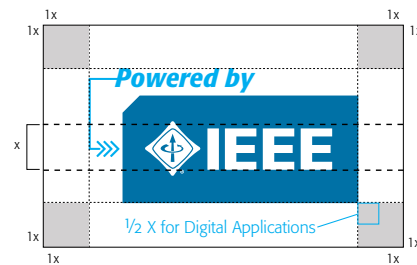 1x 1x
1x 1x
Powered by
x
IEEE
½ X for Digital Applications
1x 1x
1x 1x